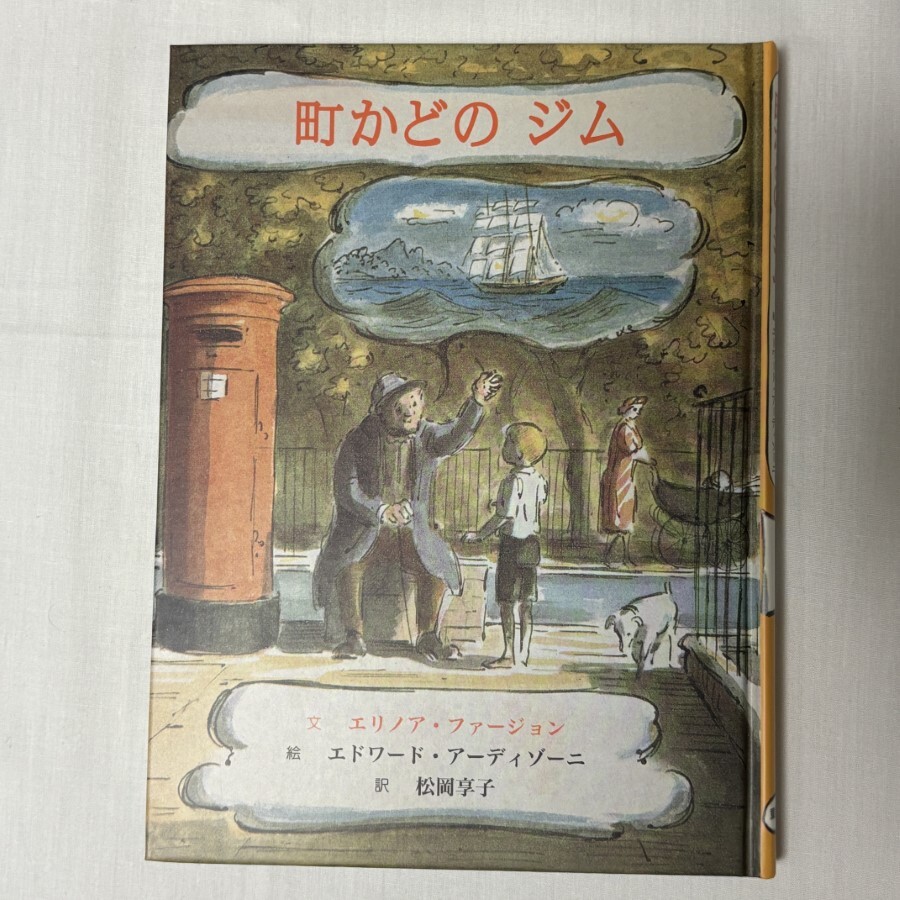 町かどの ジム
文 エリノア・ファージョン
絵 エドワード・アーディゾーニ
訳 松岡享子